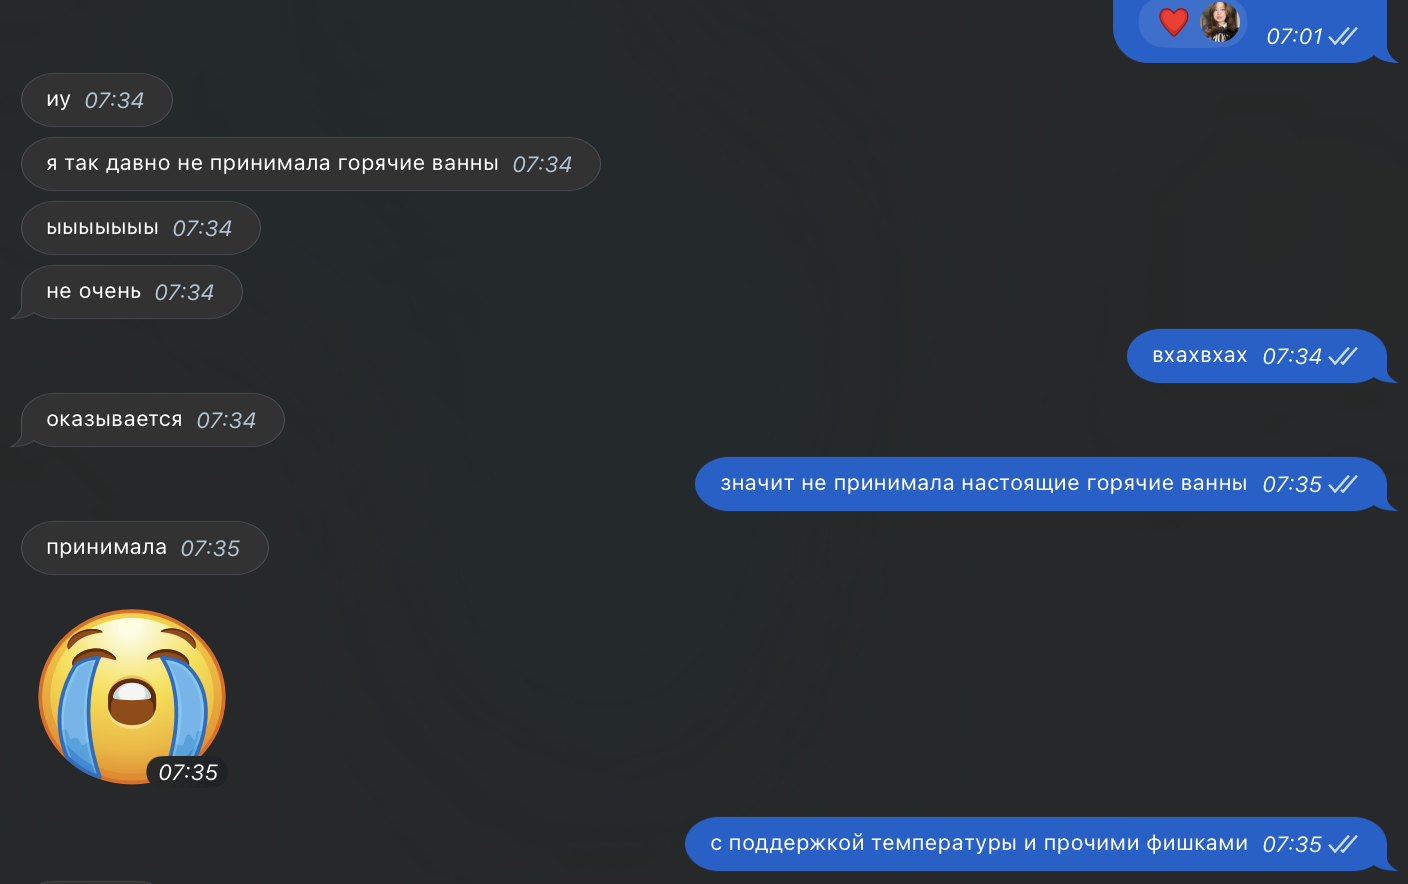 07:01
иу 07:34
я так давно не принимала горячие ванны 07:34
ыыыыыыы 07:34
не очень 07:34
вхахвхах 07:34
оказывается 07:34
значит не принимала настоящие горячие ванны 07:35
принимала 07:35
07:35
с поддержкой температуры и прочими фишками 07:35